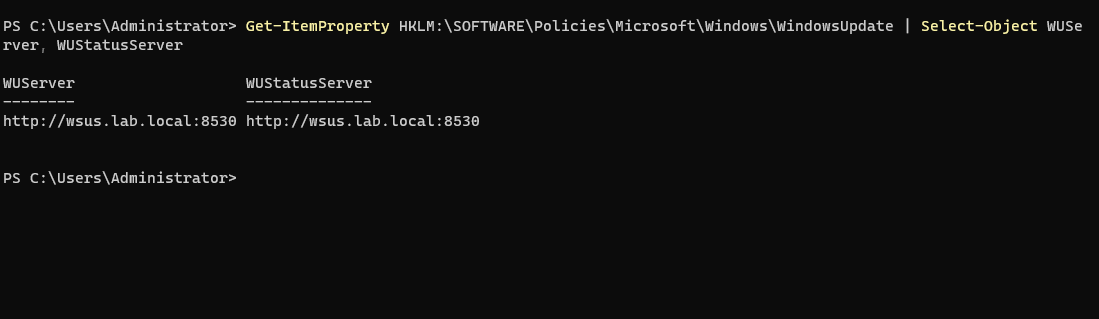 PS C:\Users\Administrator> Get-ItemProperty HKLM:\SOFTWARE\Policies\Microsoft\Windows\WindowsUpdate | Select-Object WUSe
rver, WUStatusServer
WUServer                   WUStatusServer
--------                   --------------
http://wsus.lab.local:8530 http://wsus.lab.local:8530
PS C:\Users\Administrator>